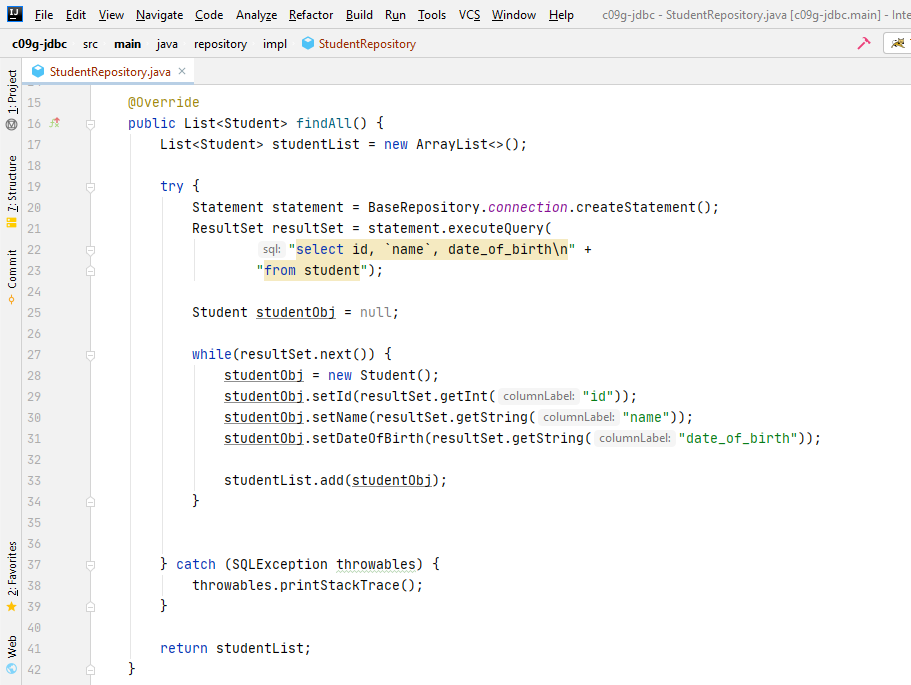 IJ File Edit View Navigate Code Analyze Refactor Build Run Tools VCS Window Help c09g-jdbc - StudentRepository.java [c09g-jdbc.main] - Inte
c09g-jdbc src main java repository impl StudentRepository
StudentRepository.java
1: Project
7: Structure
Commit
2: Favorites
Web
15 @Override
16 public List<Student> findAll() {
17 List<Student> studentList = new ArrayList<>();
18
19 try {
20 Statement statement = BaseRepository.connection.createStatement();
21 ResultSet resultSet = statement.executeQuery(
22 sql: "select id, `name`, date_of_birth\n" +
23 "from student");
24
25 Student studentObj = null;
26
27 while(resultSet.next()) {
28 studentObj = new Student();
29 studentObj.setId(resultSet.getInt( columnLabel: "id"));
30 studentObj.setName(resultSet.getString( columnLabel: "name"));
31 studentObj.setDateOfBirth(resultSet.getString( columnLabel: "date_of_birth"));
32
33 studentList.add(studentObj);
34 }
35
36
37 } catch (SQLException throwables) {
38 throwables.printStackTrace();
39 }
40
41 return studentList;
42 }